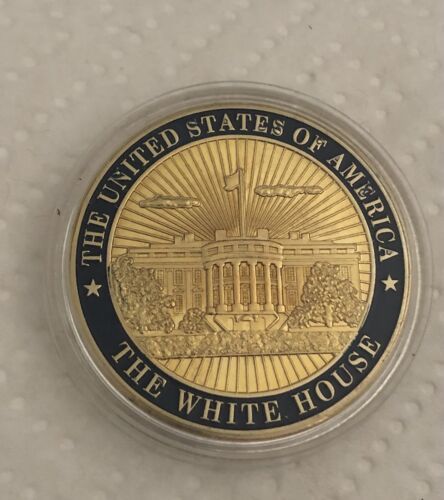 THE UNITED STATES OF AMERICA
THE WHITE HOUSE